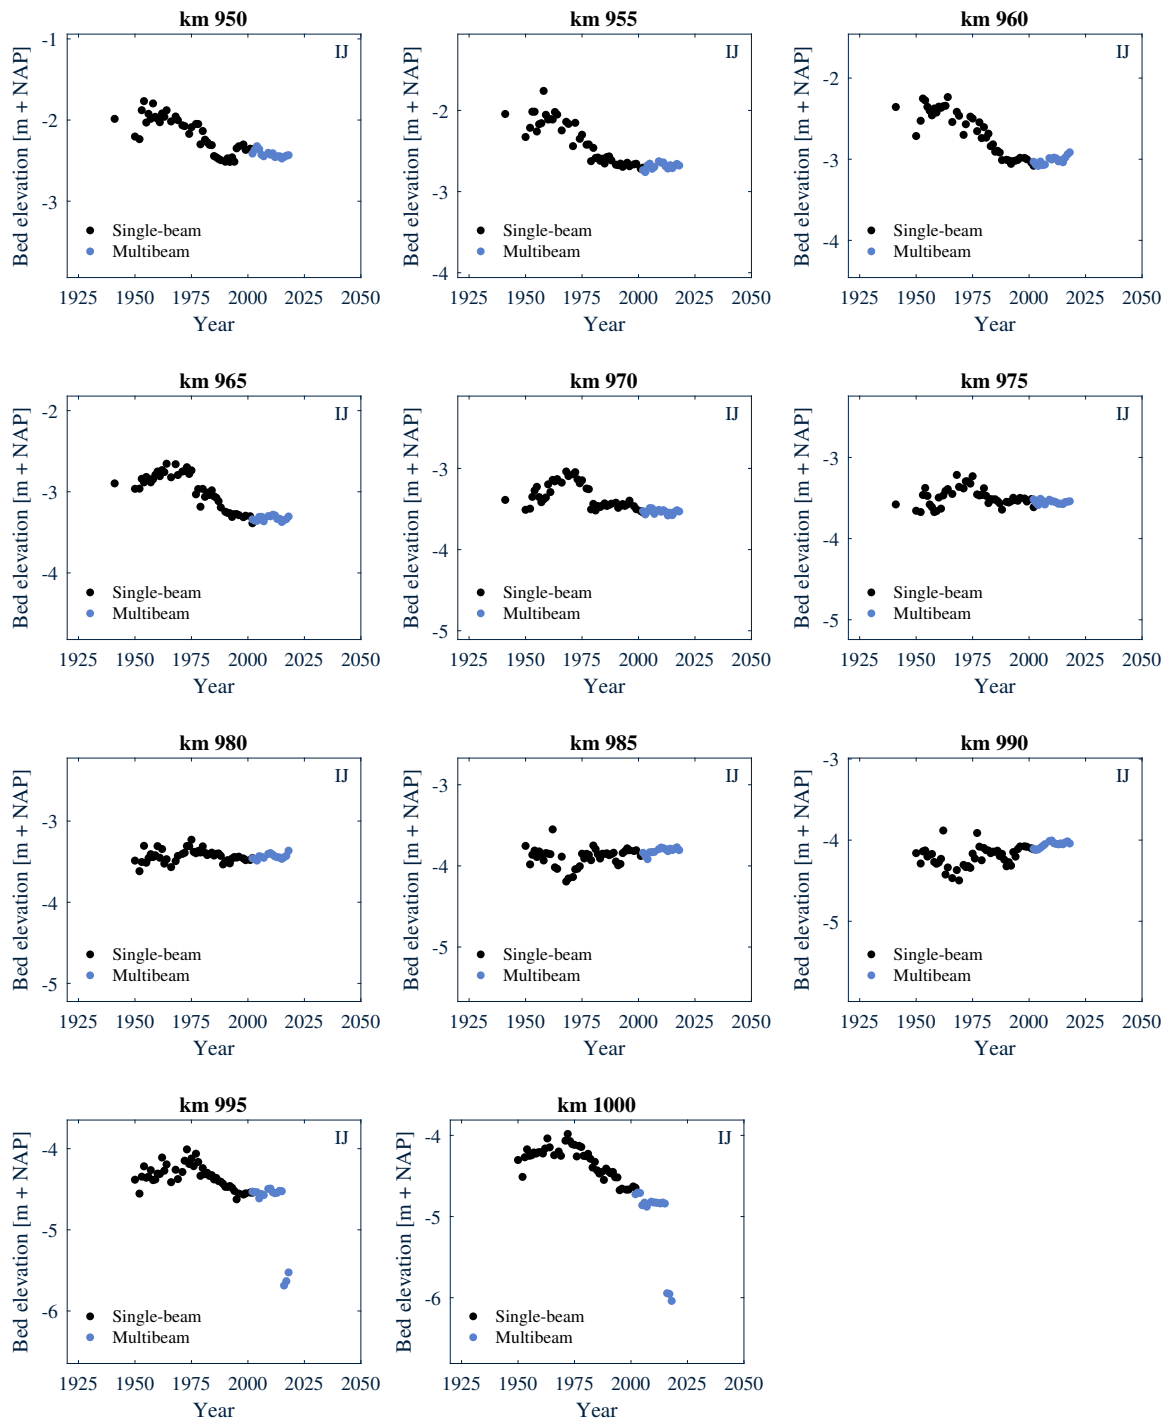 km 950
IJ
Bed elevation [m + NAP]
-1
-2
-3
Single-beam
Multibeam
1925 1950 1975 2000 2025 2050
Year
km 955
IJ
Bed elevation [m + NAP]
-2
-3
-4
Single-beam
Multibeam
1925 1950 1975 2000 2025 2050
Year
km 960
IJ
Bed elevation [m + NAP]
-2
-3
-4
Single-beam
Multibeam
1925 1950 1975 2000 2025 2050
Year
km 965
IJ
Bed elevation [m + NAP]
-2
-3
-4
Single-beam
Multibeam
1925 1950 1975 2000 2025 2050
Year
km 970
IJ
Bed elevation [m + NAP]
-3
-4
-5
Single-beam
Multibeam
1925 1950 1975 2000 2025 2050
Year
km 975
IJ
Bed elevation [m + NAP]
-3
-4
-5
Single-beam
Multibeam
1925 1950 1975 2000 2025 2050
Year
km 980
IJ
Bed elevation [m + NAP]
-3
-4
-5
Single-beam
Multibeam
1925 1950 1975 2000 2025 2050
Year
km 985
IJ
Bed elevation [m + NAP]
-3
-4
-5
Single-beam
Multibeam
1925 1950 1975 2000 2025 2050
Year
km 990
IJ
Bed elevation [m + NAP]
-3
-4
-5
Single-beam
Multibeam
1925 1950 1975 2000 2025 2050
Year
km 995
IJ
Bed elevation [m + NAP]
-4
-5
-6
Single-beam
Multibeam
1925 1950 1975 2000 2025 2050
Year
km 1000
IJ
Bed elevation [m + NAP]
-4
-5
-6
Single-beam
Multibeam
1925 1950 1975 2000 2025 2050
Year